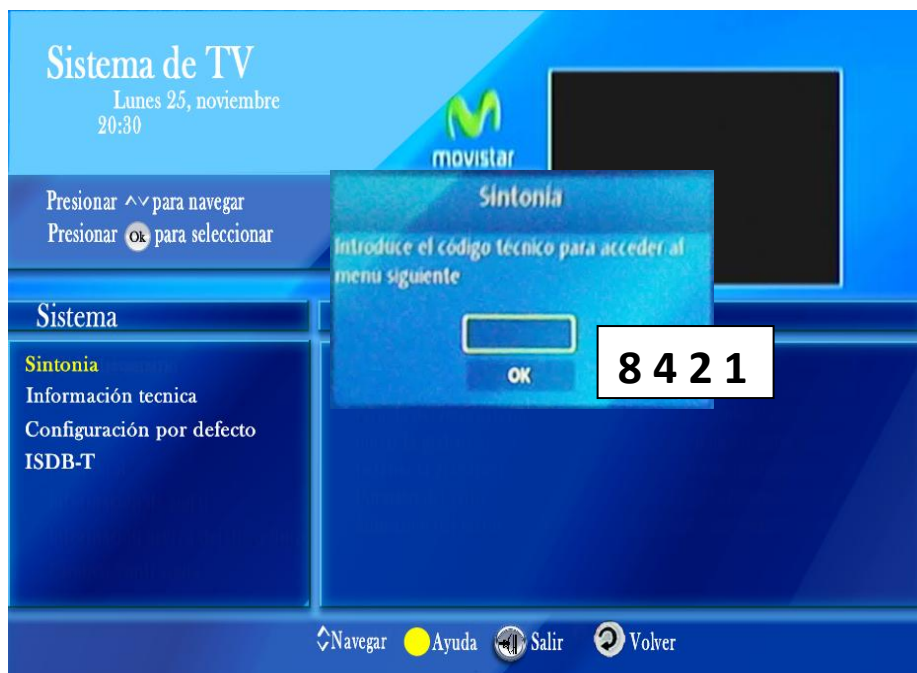 Sistema de TV
Lunes 25, noviembre
20:30
movistar
Presionar ^˅ para navegar
Presionar Ok para seleccionar
Sintonia
Introduce el código técnico para acceder al
menú siguiente
OK
8 4 2 1
Sistema
Sintonia
Información tecnica
Configuración por defecto
ISDB-T
Navegar Ayuda Salir Volver